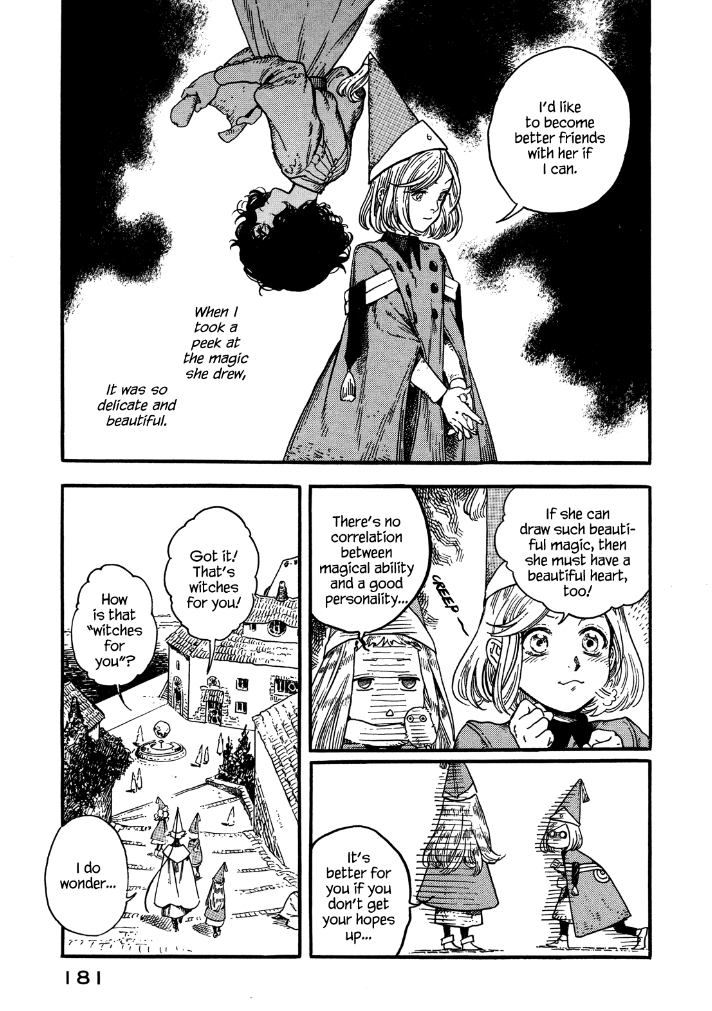 I'd like
to become
better friends
with her if
I can.
When I
took a
peek at
the magic
she drew,
It was so
delicate and
beautiful.
Got it!
That's
witches
for you!
How
is that
"witches
for
you"?
I do
wonder...
If she can
draw such beauti-
ful magic, then
she must have a
beautiful heart,
too!
There's no
correlation
between
magical ability
and a good
personality...
CREEP
It's
better for
you if you
don't get
your hopes
up...
181